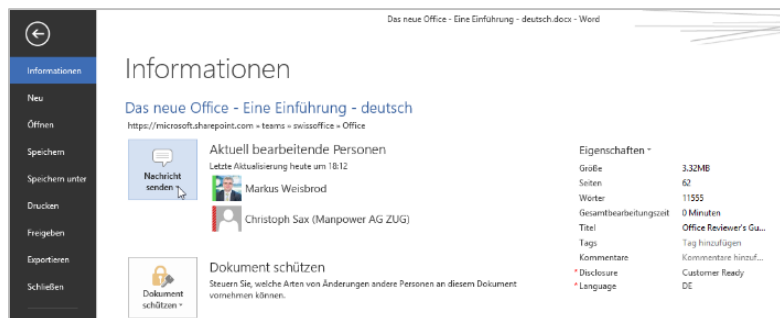 Das neue Office - Eine Einführung - deutsch.docx - Word
Informationen
Neu
Öffnen
Speichern
Speichern unter
Drucken
Freigeben
Exportieren
Schließen
Informationen
Das neue Office - Eine Einführung - deutsch
https://microsoft.sharepoint.com » teams » swissoffice » Office
Nachricht
senden
Aktuell bearbeitende Personen
Letzte Aktualisierung heute um 18:12
Markus Weisbrod
Christoph Sax (Manpower AG ZUG)
Dokument
schützen
Dokument schützen
Steuern Sie, welche Arten von Änderungen andere Personen an diesem Dokument
vornehmen können.
Eigenschaften
Größe 3.32MB
Seiten 62
Wörter 11555
Gesamtbearbeitungszeit 0 Minuten
Titel Office Reviewer's Gu...
Tags Tag hinzufügen
Kommentare Kommentare hinzuf...
* Disclosure Customer Ready
* Language DE